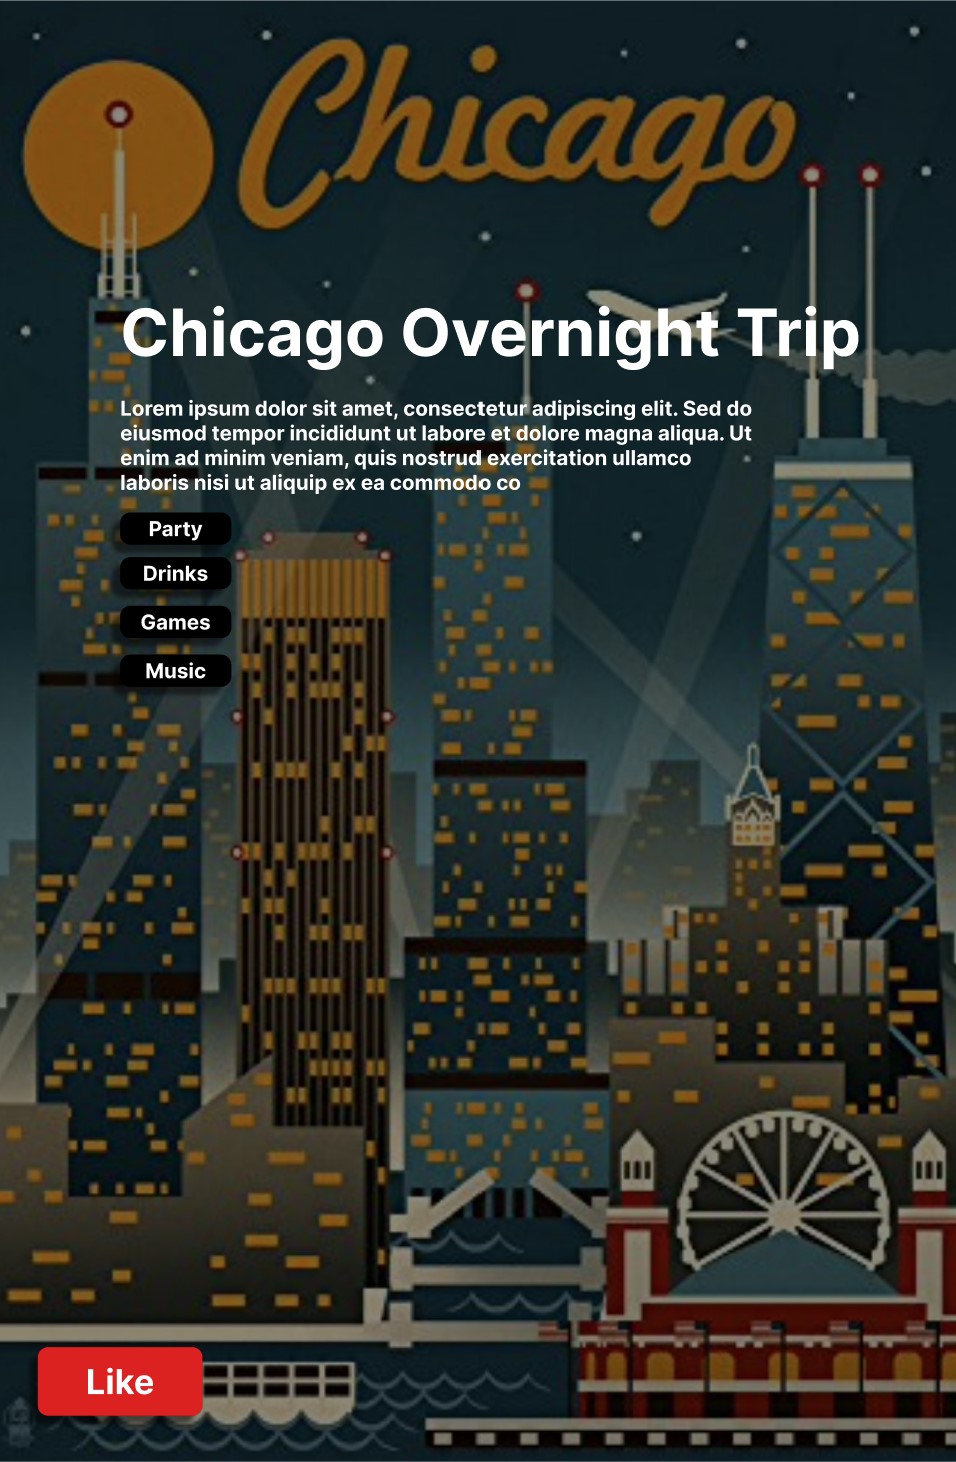 Chicago
Chicago Overnight Trip
Lorem ipsum dolor sit amet, consectetur adipiscing elit. Sed do
eiusmod tempor incididunt ut labore et dolore magna aliqua. Ut
enim ad minim veniam, quis nostrud exercitation ullamco
laboris nisi ut aliquip ex ea commodo co
Party
Drinks
Games
Music
Like